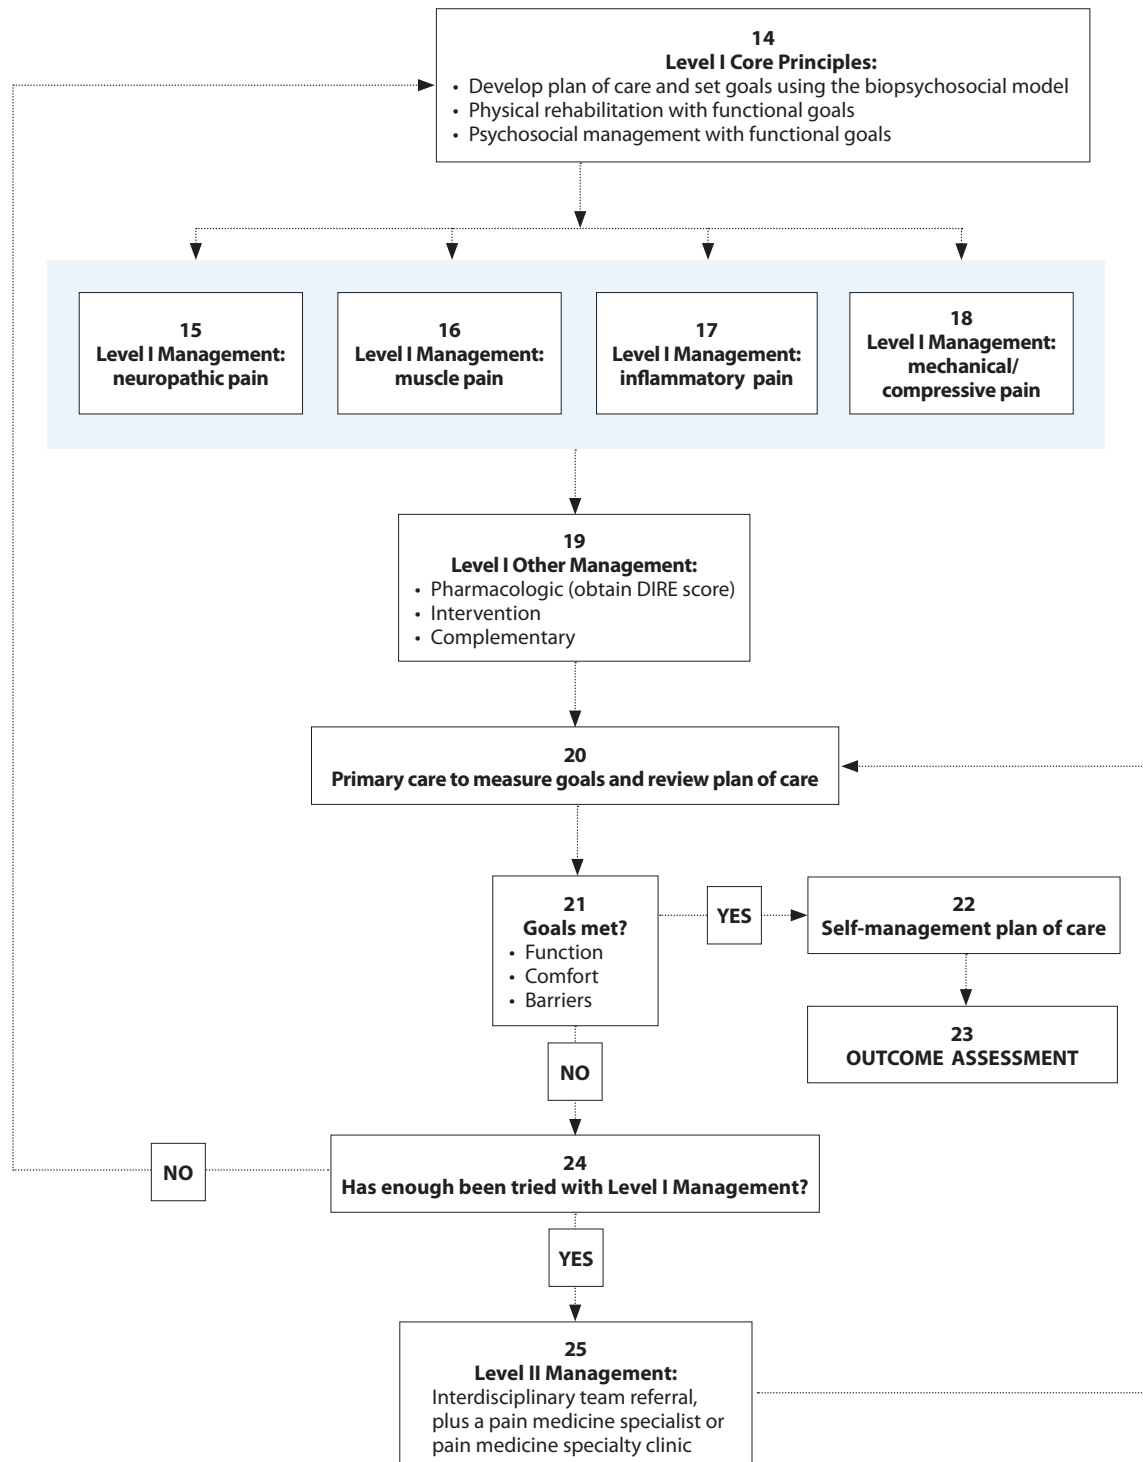 14
Level I Core Principles:
• Develop plan of care and set goals using the biopsychosocial model
• Physical rehabilitation with functional goals
• Psychosocial management with functional goals
15
Level I Management:
neuropathic pain
16
Level I Management:
muscle pain
17
Level I Management:
inflammatory pain
18
Level I Management:
mechanical/
compressive pain
19
Level I Other Management:
• Pharmacologic (obtain DIRE score)
• Intervention
• Complementary
20
Primary care to measure goals and review plan of care
21
Goals met?
• Function
• Comfort
• Barriers
YES
22
Self-management plan of care
23
OUTCOME ASSESSMENT
NO
24
Has enough been tried with Level I Management?
NO
YES
25
Level II Management:
Interdisciplinary team referral,
plus a pain medicine specialist or
pain medicine specialty clinic